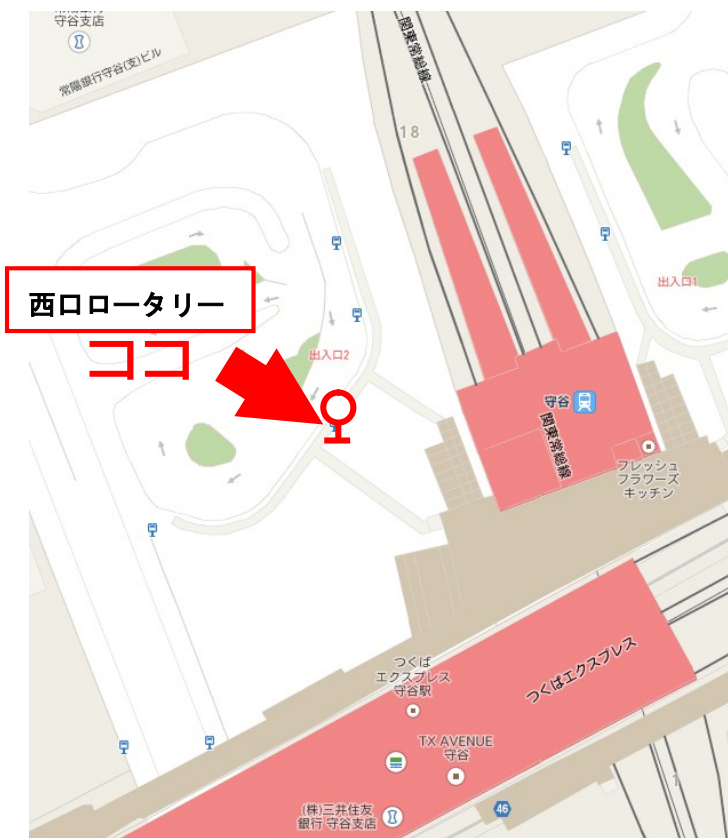 守谷支店
常陽銀行守谷(支)ビル
関東常総線
18
西口ロータリー
ココ
出入口2
出入口1
守谷
関東常総線
フレッシュ
フラワーズ
キッチン
つくば
エクスプレス
守谷駅
つくばエクスプレス
TX AVENUE
守谷
(株)三井住友
銀行 守谷支店
46
1